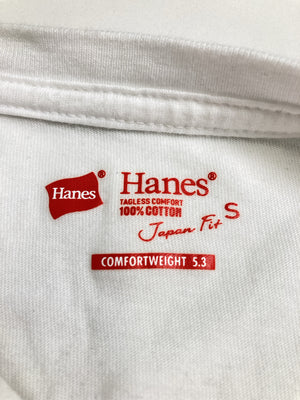 Hanes®
Hanes®
TAGLESS COMFORT
100% COTTON
S
Japan Fit
COMFORTWEIGHT 5.3